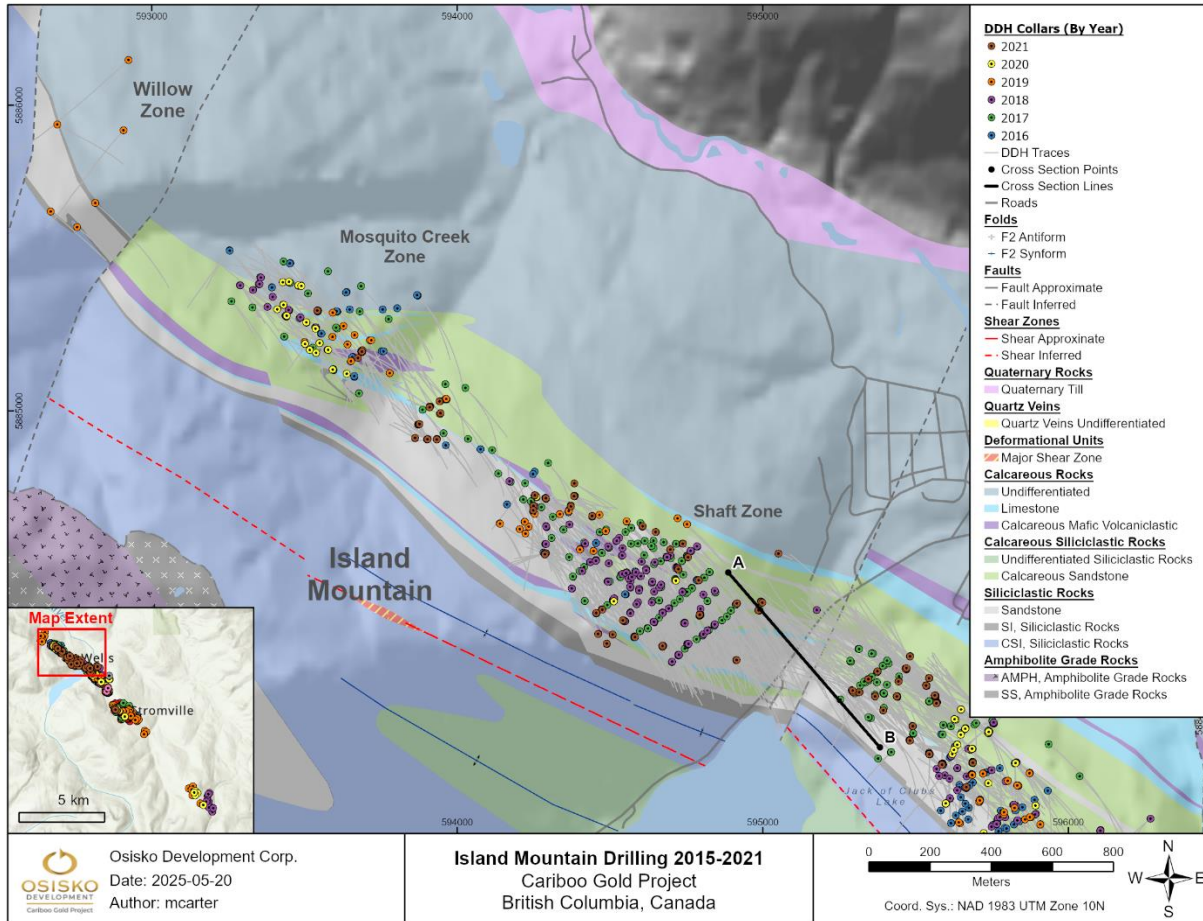 593000
594000
595000
5886000
5885000
Willow
Zone
Mosquito Creek
Zone
Shaft Zone
A
B
Island
Mountain
Jack of Clubs
Lake
DDH Collars (By Year)
2021
2020
2019
2018
2017
2016
DDH Traces
Cross Section Points
Cross Section Lines
Roads
Folds
F2 Antiform
F2 Synform
Faults
Fault Approximate
Fault Inferred
Shear Zones
Shear Approximate
Shear Inferred
Quaternary Rocks
Quaternary Till
Quartz Veins
Quartz Veins Undifferentiated
Deformational Units
Major Shear Zone
Calcareous Rocks
Undifferentiated
Limestone
Calcareous Mafic Volcaniclastic
Calcareous Siliciclastic Rocks
Undifferentiated Siliciclastic Rocks
Calcareous Sandstone
Siliciclastic Rocks
Sandstone
SI, Siliciclastic Rocks
CSI, Siliciclastic Rocks
Amphibolite Grade Rocks
AMPH, Amphibolite Grade Rocks
SS, Amphibolite Grade Rocks
Map Extent
Wells
Stromville
5 km
5885000
594000
595000
596000
OSISKO
DEVELOPMENT
Cariboo Gold Project
Osisko Development Corp.
Date: 2025-05-20
Author: mcarter
Island Mountain Drilling 2015-2021
Cariboo Gold Project
British Columbia, Canada
0 200 400 600 800
Meters
Coord. Sys.: NAD 1983 UTM Zone 10N
N
W E
S